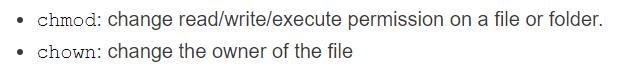 • chmod: change read/write/execute permission on a file or folder.
• chown: change the owner of the file